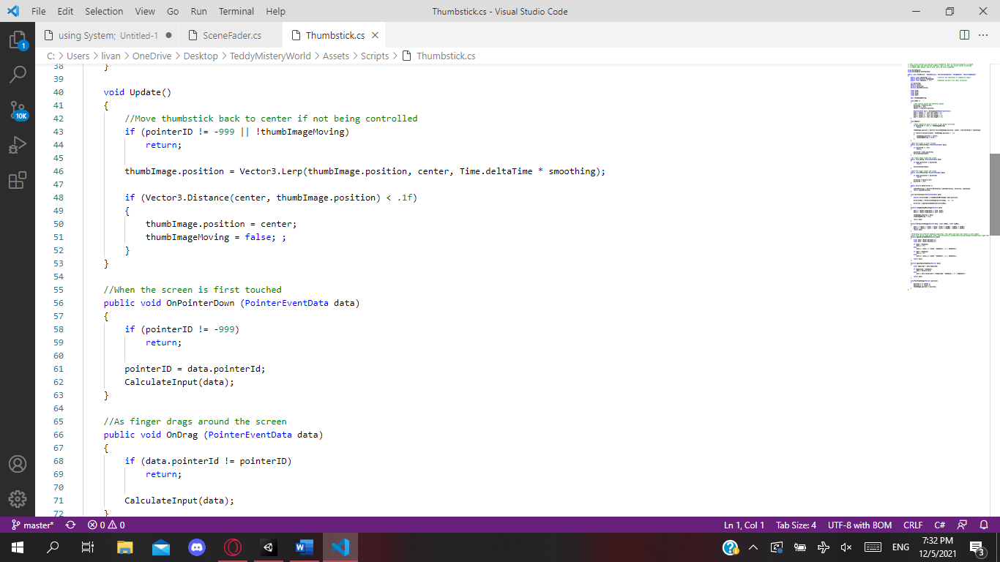 File Edit Selection View Go Run Terminal Help Thumbstick.cs - Visual Studio Code
using System; Untitled-1 SceneFader.cs Thumbstick.cs
C: > Users > livan > OneDrive > Desktop > TeddyMisteryWorld > Assets > Scripts > Thumbstick.cs
38 }
39
40 void Update()
41 {
42 //Move thumbstick back to center if not being controlled
43 if (pointerID != -999 || !thumbImageMoving)
44 return;
45
46 thumbImage.position = Vector3.Lerp(thumbImage.position, center, Time.deltaTime * smoothing);
47
48 if (Vector3.Distance(center, thumbImage.position) < .1f)
49 {
50 thumbImage.position = center;
51 thumbImageMoving = false; ;
52 }
53 }
54
55 //When the screen is first touched
56 public void OnPointerDown (PointerEventData data)
57 {
58 if (pointerID != -999)
59 return;
60
61 pointerID = data.pointerId;
62 CalculateInput(data);
63 }
64
65 //As finger drags around the screen
66 public void OnDrag (PointerEventData data)
67 {
68 if (data.pointerId != pointerID)
69 return;
70
71 CalculateInput(data);
72 }
1
10K
master* 0 0 Ln 1, Col 1 Tab Size: 4 UTF-8 with BOM CRLF C#
ENG 7:32 PM
12/5/2021 3